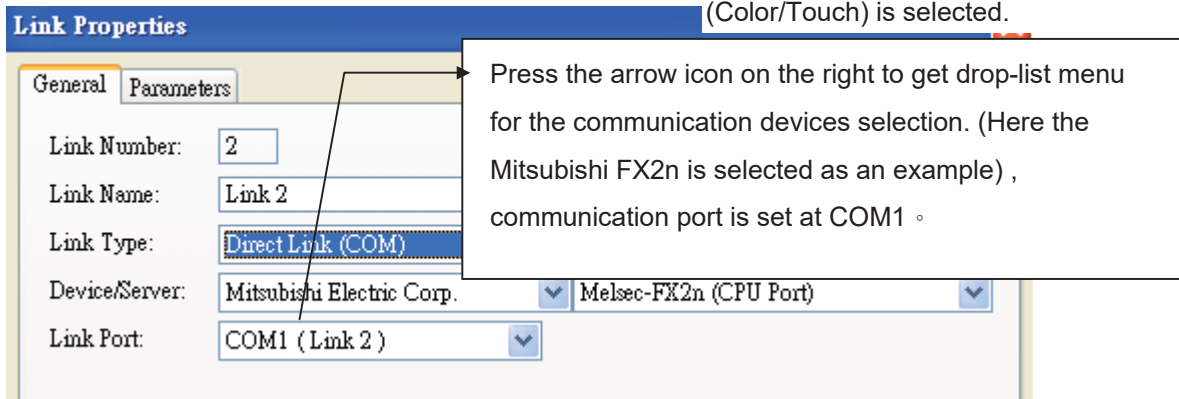 (Color/Touch) is selected.
Link Properties
Press the arrow icon on the right to get drop-list menu
for the communication devices selection. (Here the
Mitsubishi FX2n is selected as an example) ,
communication port is set at COM1 。
General Parameters
Link Number: 2
Link Name: Link 2
Link Type: Direct Link (COM)
Device/Server: Mitsubishi Electric Corp. Melsec-FX2n (CPU Port)
Link Port: COM1 ( Link 2 )